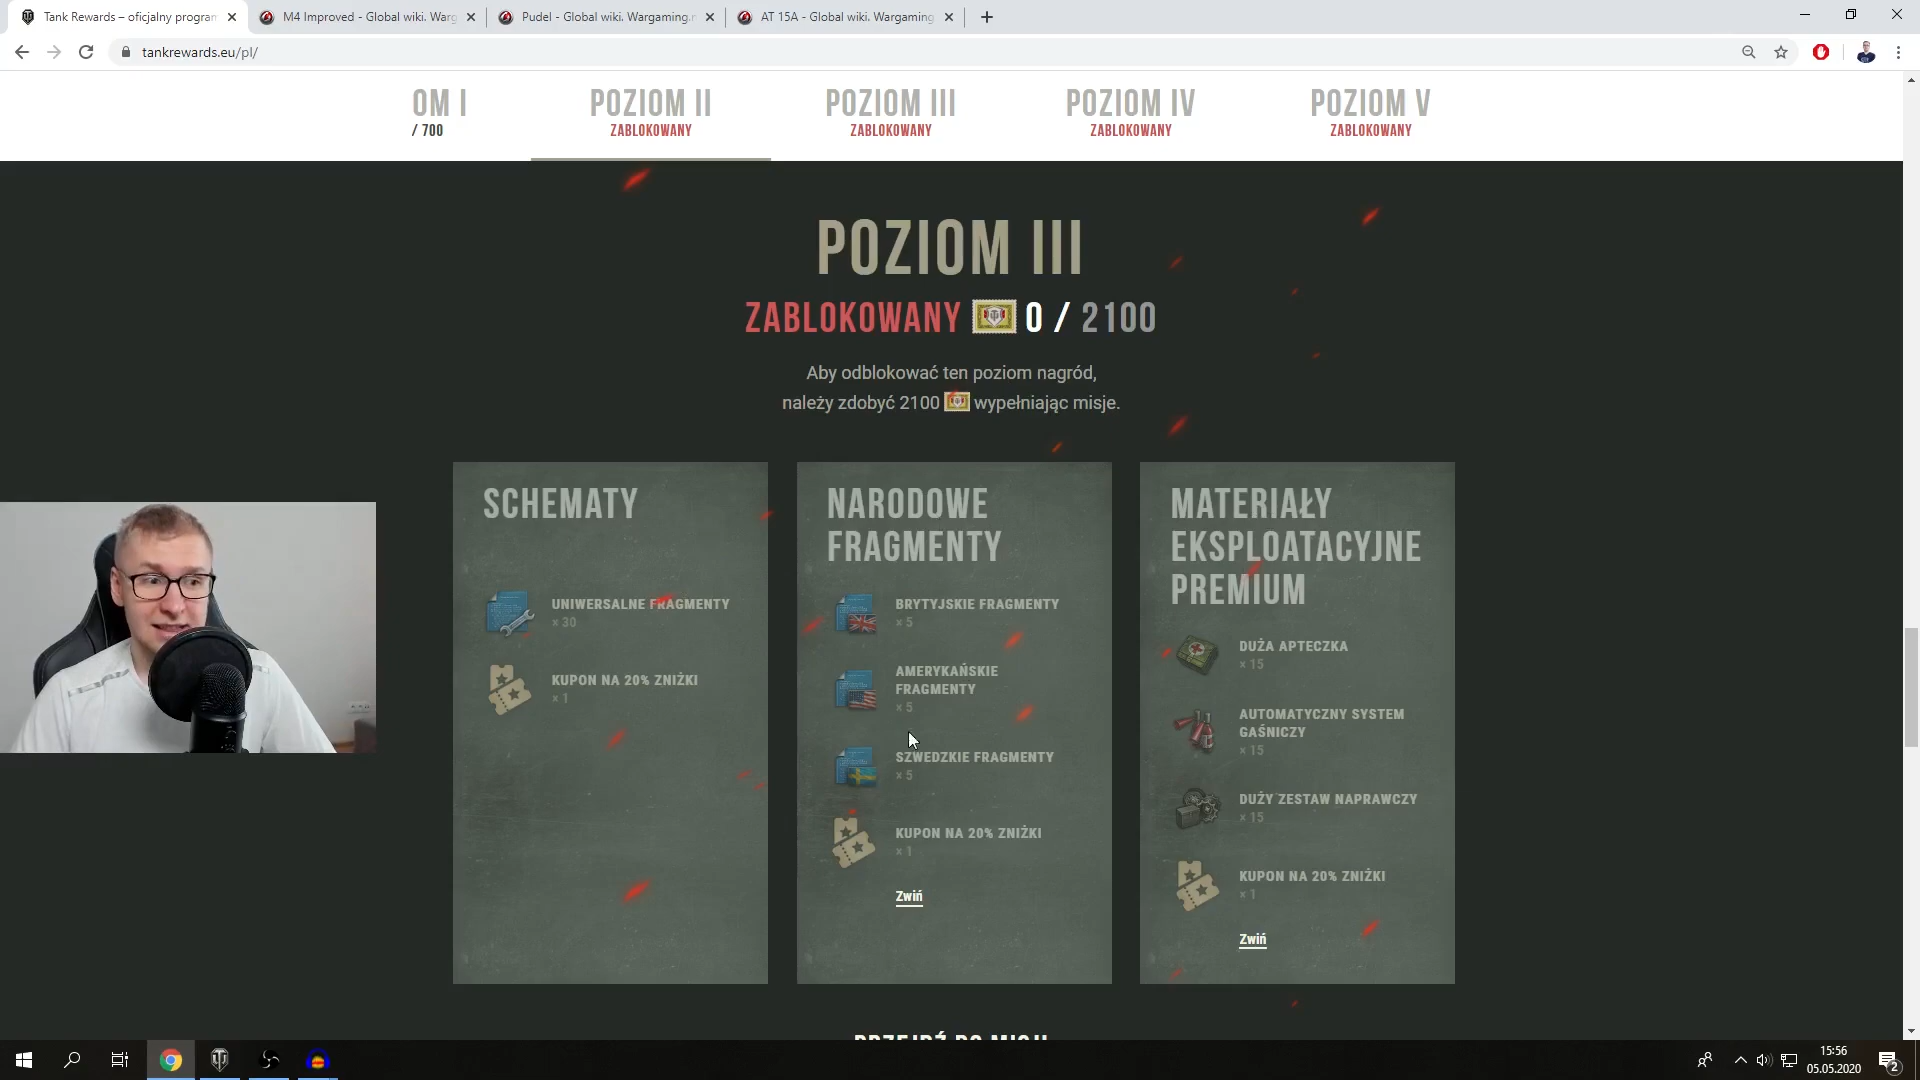 Tank Rewards – oficjalny program
M4 Improved - Global wiki. Warg
Pudel - Global wiki. Wargaming.n
AT 15A - Global wiki. Wargaming
tankrewards.eu/pl/
OM I
/ 700
POZIOM II
ZABLOKOWANY
POZIOM III
ZABLOKOWANY
POZIOM IV
ZABLOKOWANY
POZIOM V
ZABLOKOWANY
POZIOM III
ZABLOKOWANY 0 / 2100
Aby odblokować ten poziom nagród,
należy zdobyć 2100 wypełniając misje.
SCHEMATY
UNIWERSALNE FRAGMENTY
× 30
KUPON NA 20% ZNIŻKI
× 1
NARODOWE
FRAGMENTY
BRYTYJSKIE FRAGMENTY
× 5
AMERYKAŃSKIE
FRAGMENTY
× 5
SZWEDZKIE FRAGMENTY
× 5
KUPON NA 20% ZNIŻKI
× 1
Zwiń
MATERIAŁY
EKSPLOATACYJNE
PREMIUM
DUŻA APTECZKA
× 15
AUTOMATYCZNY SYSTEM
GAŚNICZY
× 15
DUŻY ZESTAW NAPRAWCZY
× 15
KUPON NA 20% ZNIŻKI
× 1
Zwiń
PRZEJDŹ DO MISJI
15:56
05.05.2020
2